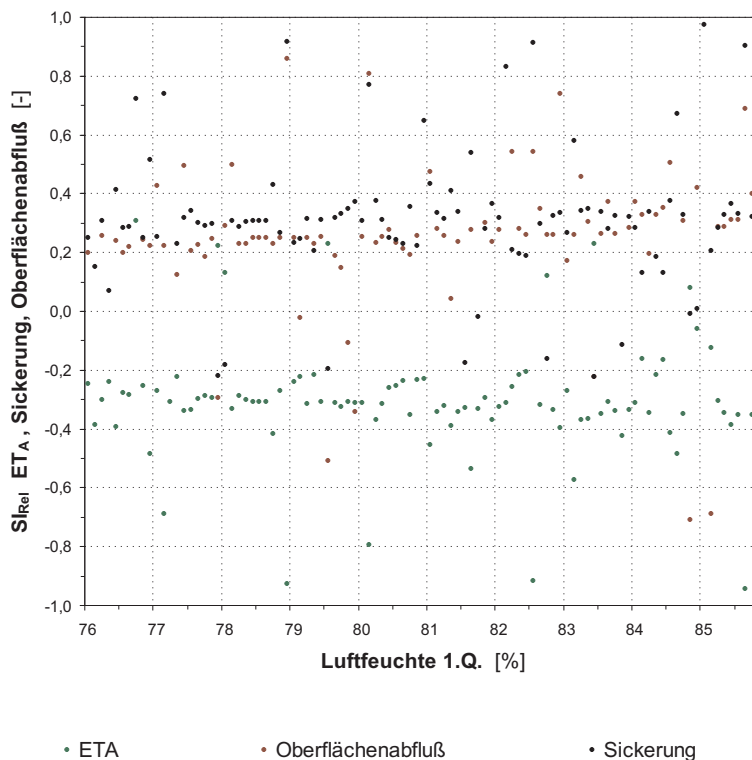 SIRel ETA , Sickerung, Oberflächenabfluß [-]
1,0
0,8
0,6
0,4
0,2
0,0
-0,2
-0,4
-0,6
-0,8
-1,0
76 77 78 79 80 81 82 83 84 85
Luftfeuchte 1.Q. [%]
ETA Oberflächenabfluß Sickerung